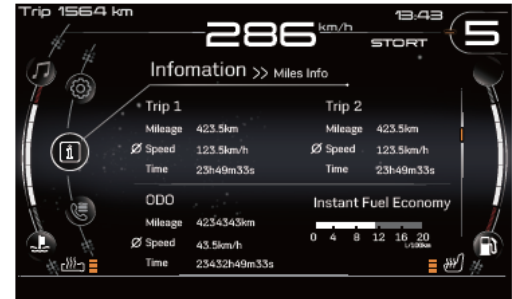 Trip 1564 km
286 km/h
13:43
STORT
5
Infomation >> Miles Info
Trip 1
Mileage 423.5km
Ø Speed 123.5km/h
Time 23h49m33s
Trip 2
Mileage 423.5km
Ø Speed 123.5km/h
Time 23h49m33s
ODO
Mileage 4234343km
Ø Speed 43.5km/h
Time 23432h49m33s
Instant Fuel Economy
0 4 8 12 16 20
L/100km